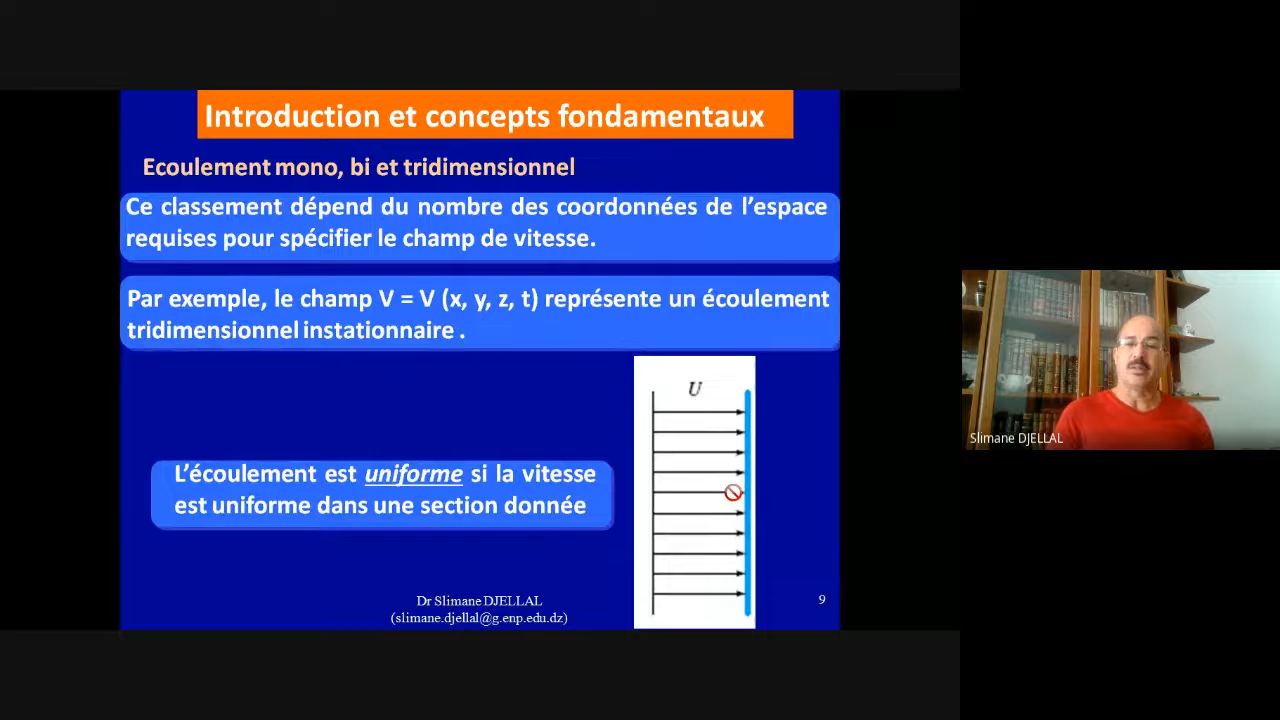 Introduction et concepts fondamentaux
Ecoulement mono, bi et tridimensionnel
Ce classement dépend du nombre des coordonnées de l’espace
requises pour spécifier le champ de vitesse.
Par exemple, le champ V = V (x, y, z, t) représente un écoulement
tridimensionnel instationnaire .
U
L’écoulement est uniforme si la vitesse
est uniforme dans une section donnée
Dr Slimane DJELLAL
(slimane.djellal@g.enp.edu.dz)
9
Slimane DJELLAL